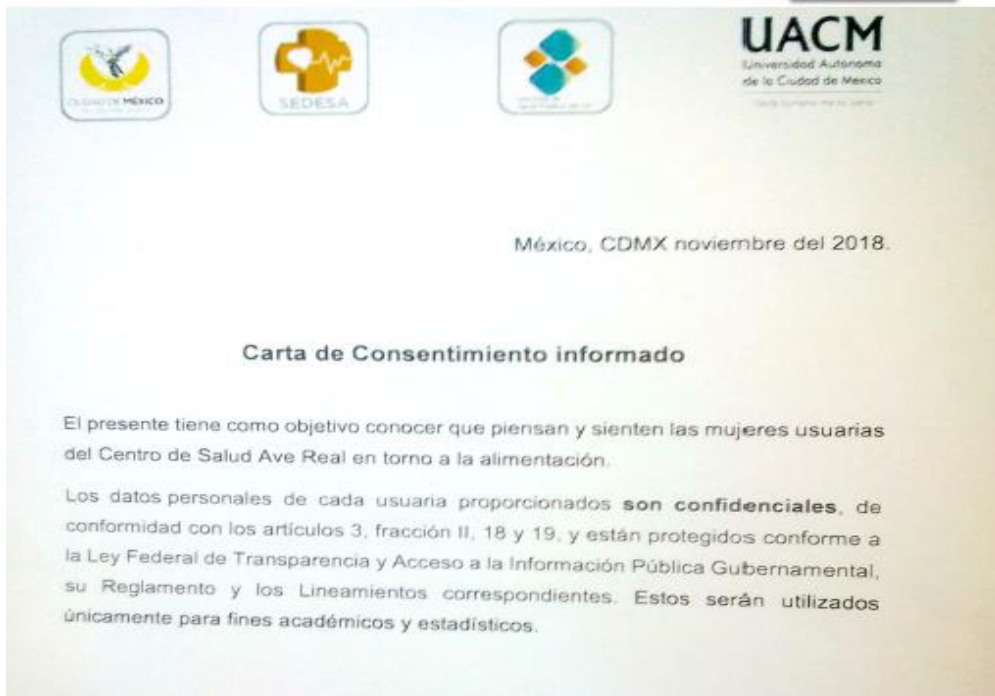 CIUDAD DE MÉXICO
SEDESA
UACM
Universidad Autónoma
de la Ciudad de México
México, CDMX noviembre del 2018.
Carta de Consentimiento informado
El presente tiene como objetivo conocer que piensan y sienten las mujeres usuarias
del Centro de Salud Ave Real en torno a la alimentación.
Los datos personales de cada usuaria proporcionados son confidenciales, de
conformidad con los artículos 3, fracción II, 18 y 19, y están protegidos conforme a
la Ley Federal de Transparencia y Acceso a la Información Pública Gubernamental,
su Reglamento y los Lineamientos correspondientes. Estos serán utilizados
únicamente para fines académicos y estadísticos.